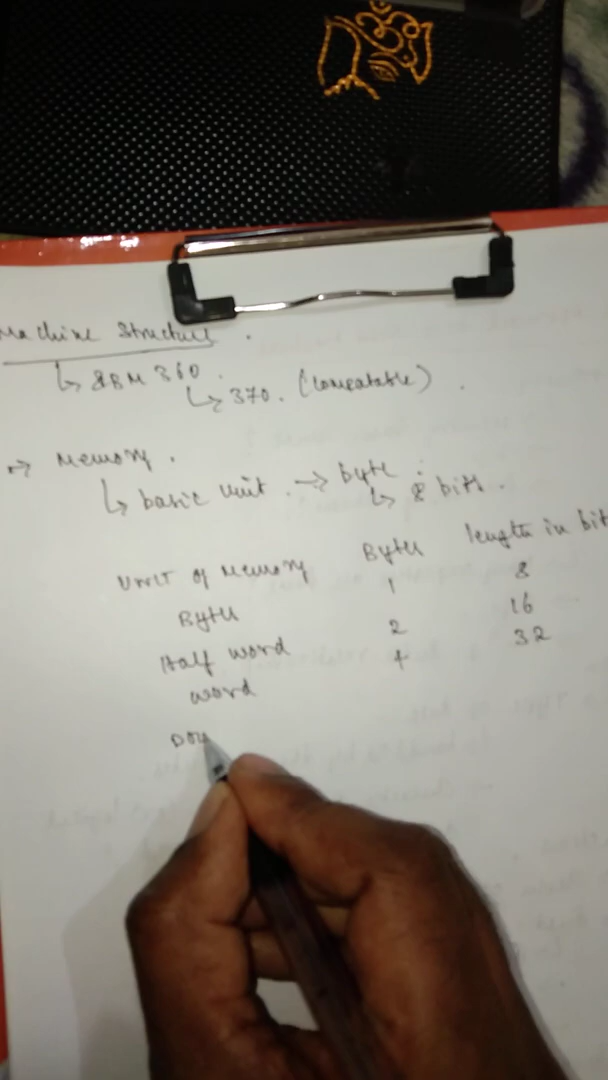 Machine Structure.
↳ IBM 360.
↳ 370. (Compatable).
→ Memory.
↳ basic unit. → byte:
↳ 8 bits.
Unit of Memory Bytes length in bit
Bytes 1 8
Half word 2 16
word 4 32
Dou